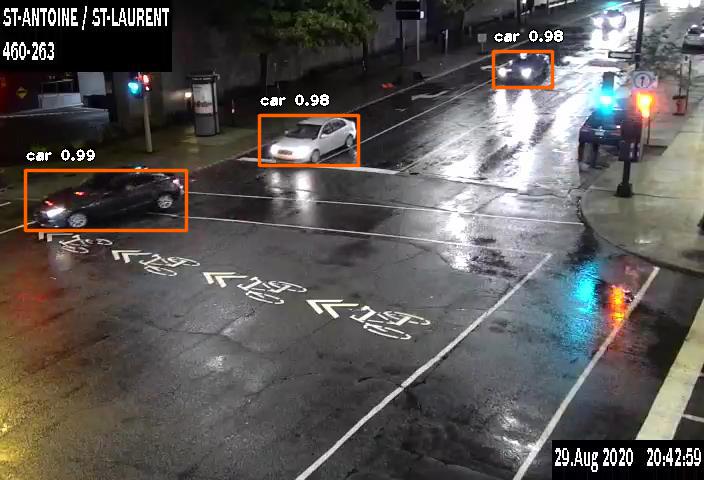 ST-ANTOINE / ST-LAURENT
460-263
car 0.98
car 0.98
car 0.99
29.Aug 2020 20:42:59